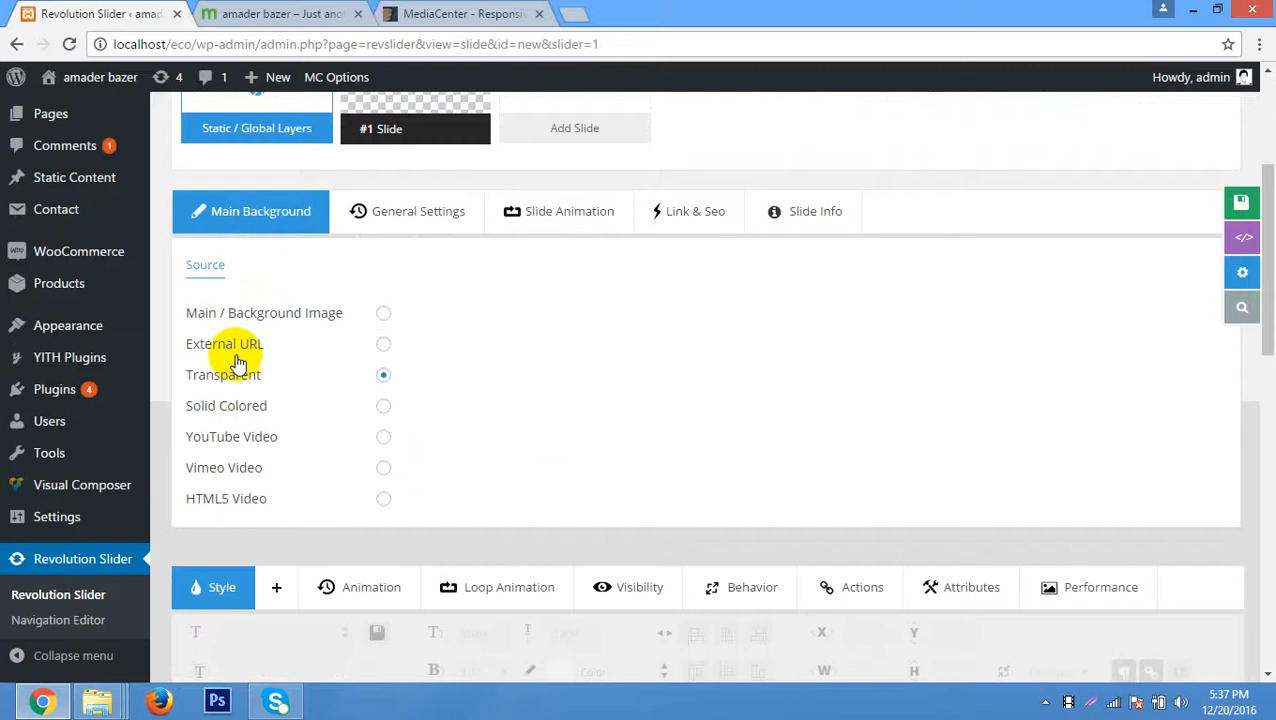 Revolution Slider ‹ amad
amader bazer – Just anot
MediaCenter - Responsiv
localhost/eco/wp-admin/admin.php?page=revslider&view=slide&id=new&slider=1
amader bazer
4
1
New
MC Options
Howdy, admin
Pages
Comments 1
Static Content
Contact
WooCommerce
Products
Appearance
YITH Plugins
Plugins 4
Users
Tools
Visual Composer
Settings
Revolution Slider
Revolution Slider
Navigation Editor
Collapse menu
Static / Global Layers
#1 Slide
Add Slide
Main Background
General Settings
Slide Animation
Link & Seo
Slide Info
Source
Main / Background Image
External URL
Transparent
Solid Colored
YouTube Video
Vimeo Video
HTML5 Video
Style
Animation
Loop Animation
Visibility
Behavior
Actions
Attributes
Performance
X
Y
Color
W
H
5:37 PM
12/20/2016